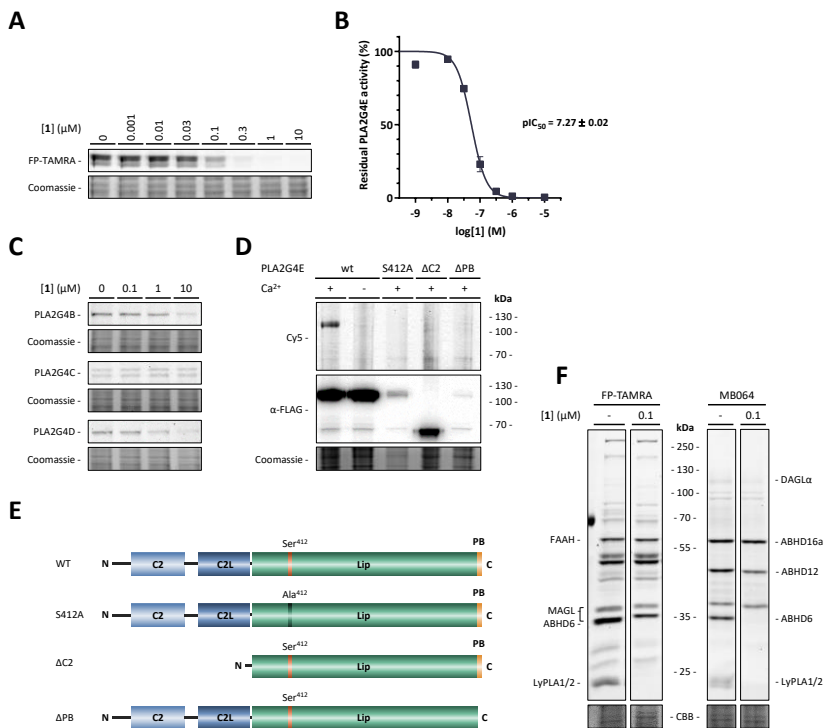 A
[1] (µM)
0 0.001 0.01 0.03 0.1 0.3 1 10
FP-TAMRA -
Coomassie -
B
Residual PLA2G4E activity (%)
100
50
0
-9 -8 -7 -6 -5
log[1] (M)
pIC50 = 7.27 ± 0.02
C
[1] (µM) 0 0.1 1 10
PLA2G4B -
Coomassie -
PLA2G4C -
Coomassie -
PLA2G4D -
Coomassie -
D
PLA2G4E wt S412A ΔC2 ΔPB
Ca²⁺ + - + + +
kDa
Cy5 -
- 130 -
- 100 -
- 70 -
α-FLAG -
- 130 -
- 100 -
- 70 -
Coomassie -
E
WT N C2 C2L Ser⁴¹² Lip PB C
S412A N C2 C2L Ala⁴¹² Lip PB C
ΔC2 N Ser⁴¹² Lip PB C
ΔPB N C2 C2L Ser⁴¹² Lip C
F
FP-TAMRA MB064
[1] (µM) - 0.1 - 0.1
kDa
- 250 -
- 130 -
- 100 -
- 70 -
55 -
- 35 -
- 25 -
FAAH -
MAGL
ABHD6 -
LyPLA1/2 -
- DAGLα
- ABHD16a
- ABHD12
- ABHD6
- LyPLA1/2
- CBB -